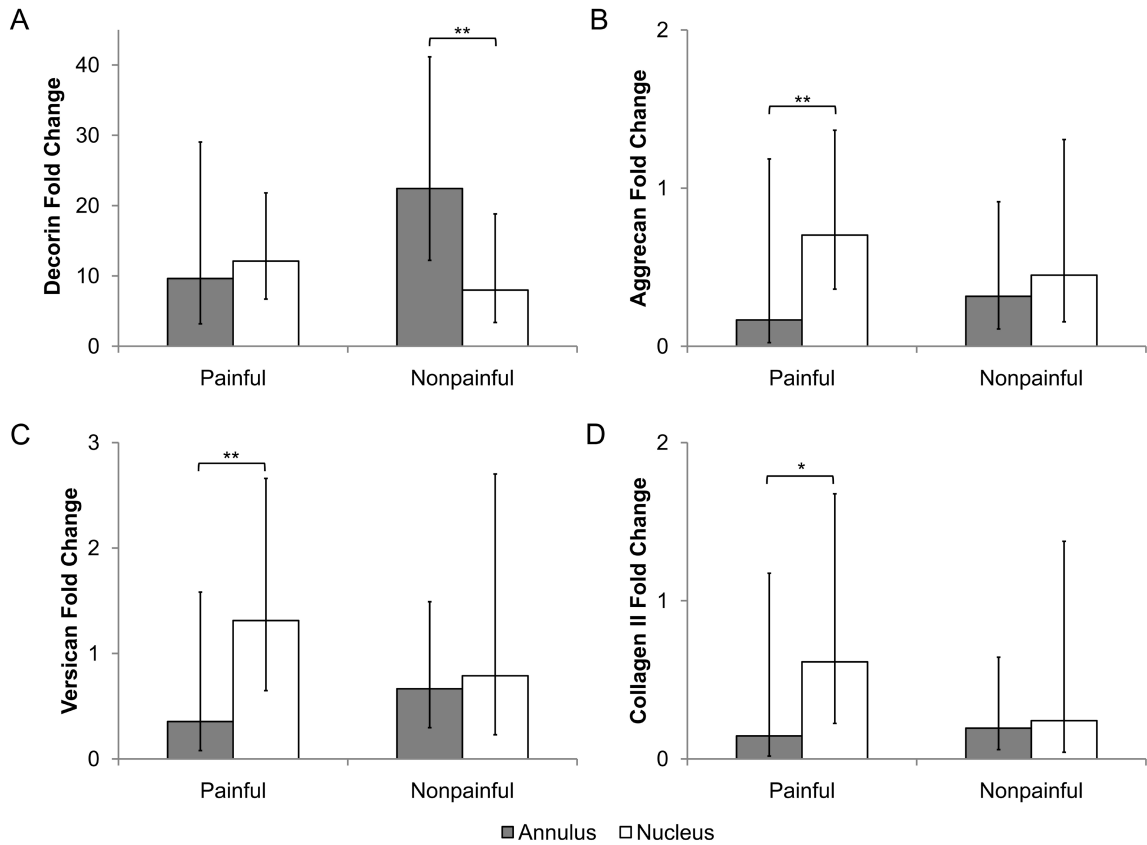 A
Decorin Fold Change
40
30
20
10
0
**
Painful
Nonpainful
B
Aggrecan Fold Change
2
1
0
**
Painful
Nonpainful
C
Versican Fold Change
3
2
1
0
**
Painful
Nonpainful
D
Collagen II Fold Change
2
1
0
*
Painful
Nonpainful
Annulus
Nucleus